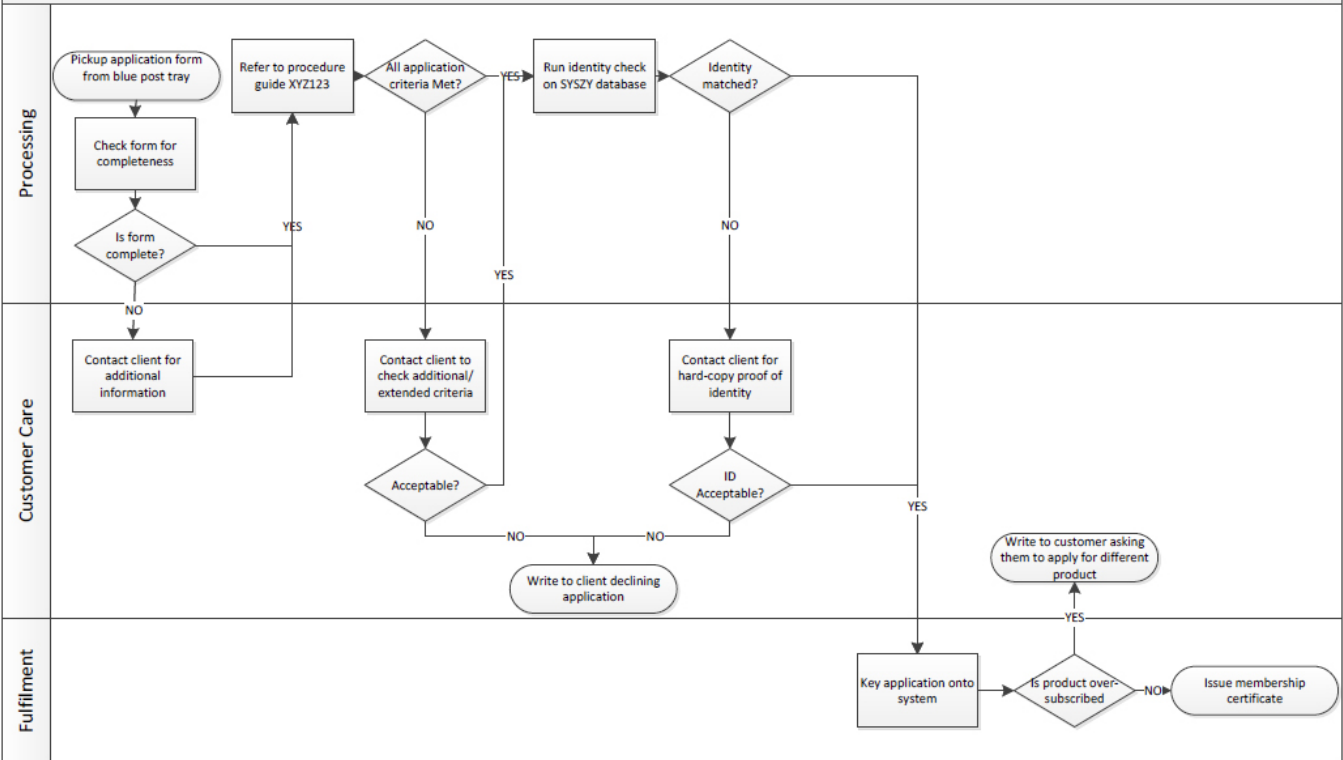 Processing
Pickup application form
from blue post tray
Check form for
completeness
Is form
complete?
YES
NO
Refer to procedure
guide XYZ123
All application
criteria Met?
YES
NO
YES
Run identity check
on SYSZY database
Identity
matched?
NO
Customer Care
Contact client for
additional
information
Contact client to
check additional/
extended criteria
Acceptable?
NO
Contact client for
hard-copy proof of
identity
ID
Acceptable?
NO
YES
Write to client declining
application
Write to customer asking
them to apply for different
product
YES
Fulfilment
Key application onto
system
Is product over-
subscribed
NO
Issue membership
certificate